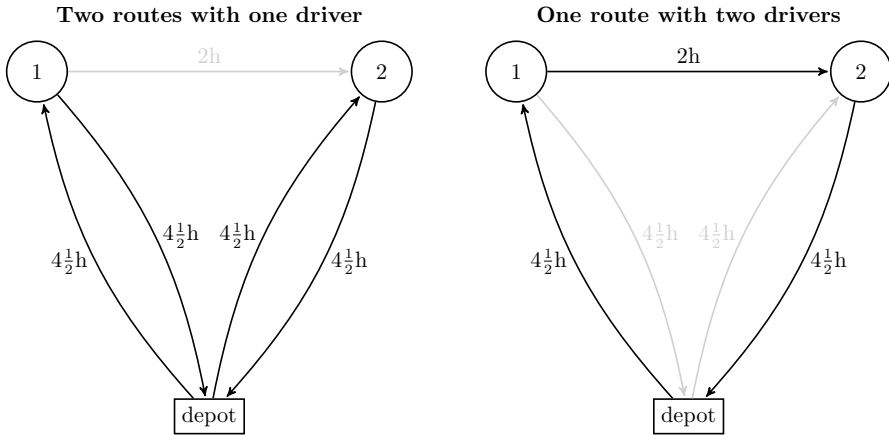 Two routes with one driver
1
2h
2
4½h
4½h
4½h
4½h
depot
One route with two drivers
1
2h
2
4½h
4½h
4½h
4½h
depot